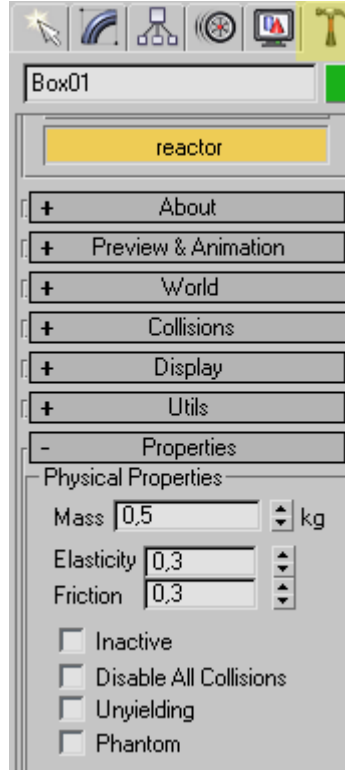 Box01
reactor
+ About
+ Preview & Animation
+ World
+ Collisions
+ Display
+ Utils
- Properties
Physical Properties
Mass 0,5 kg
Elasticity 0,3
Friction 0,3
Inactive
Disable All Collisions
Unyielding
Phantom